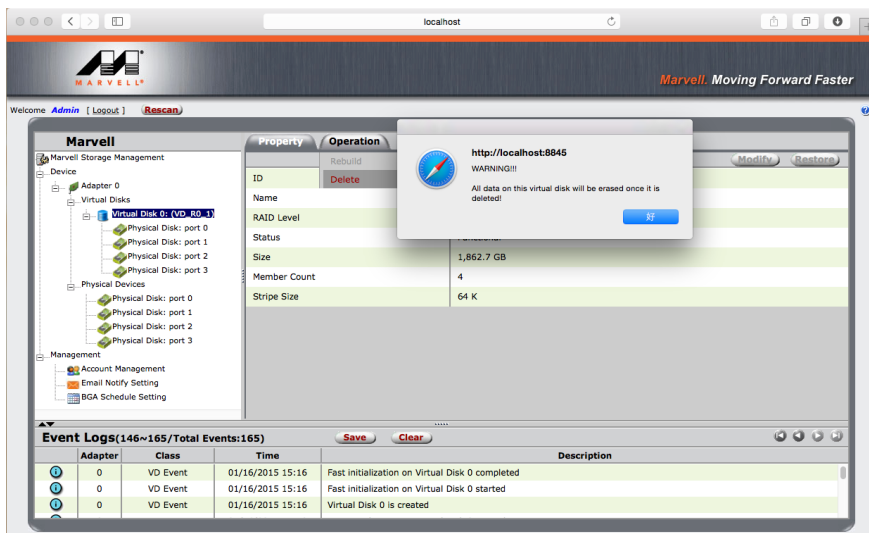 localhost
MARVELL®
Marvell. Moving Forward Faster
Welcome Admin [ Logout ] Rescan
Marvell
Marvell Storage Management
Device
Adapter 0
Virtual Disks
Virtual Disk 0: (VD_R0_1)
Physical Disk: port 0
Physical Disk: port 1
Physical Disk: port 2
Physical Disk: port 3
Physical Devices
Physical Disk: port 0
Physical Disk: port 1
Physical Disk: port 2
Physical Disk: port 3
Management
Account Management
Email Notify Setting
BGA Schedule Setting
Property Operation
Rebuild
Delete
Modify Restore
http://localhost:8845
WARNING!!!
All data on this virtual disk will be erased once it is
deleted!
好
ID
Name
RAID Level
Status
Size 1,862.7 GB
Member Count 4
Stripe Size 64 K
Event Logs(146~165/Total Events:165) Save Clear
Adapter Class Time Description
0 VD Event 01/16/2015 15:16 Fast initialization on Virtual Disk 0 completed
0 VD Event 01/16/2015 15:16 Fast initialization on Virtual Disk 0 started
0 VD Event 01/16/2015 15:16 Virtual Disk 0 is created